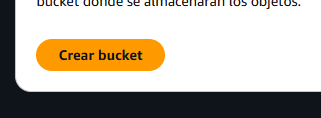 bucket donde se almacenarán los objetos.
Crear bucket